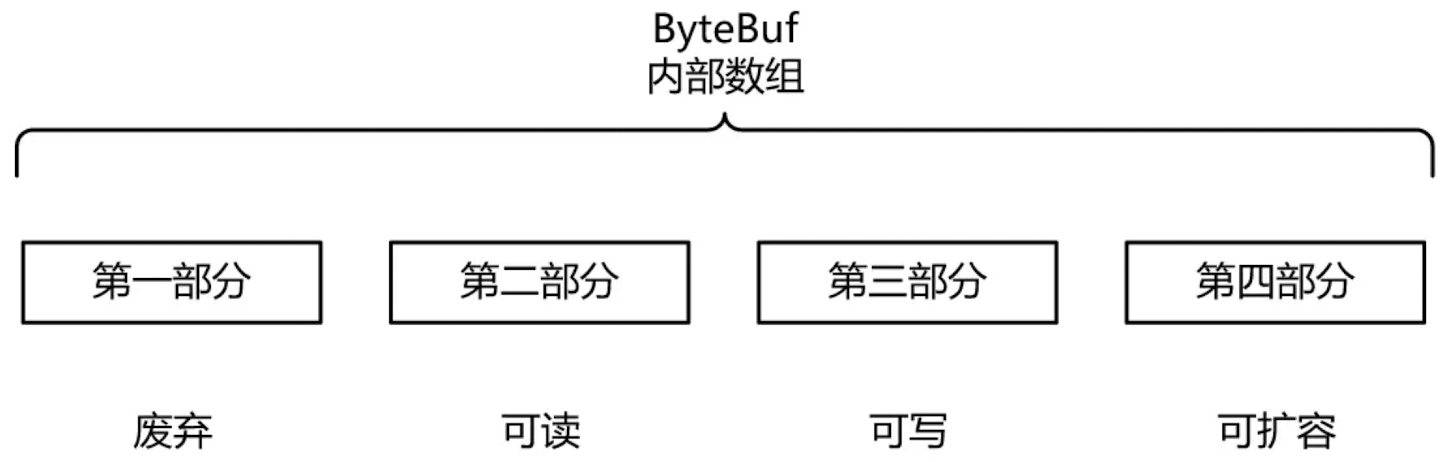 ByteBuf
内部数组
第一部分 第二部分 第三部分 第四部分
废弃 可读 可写 可扩容